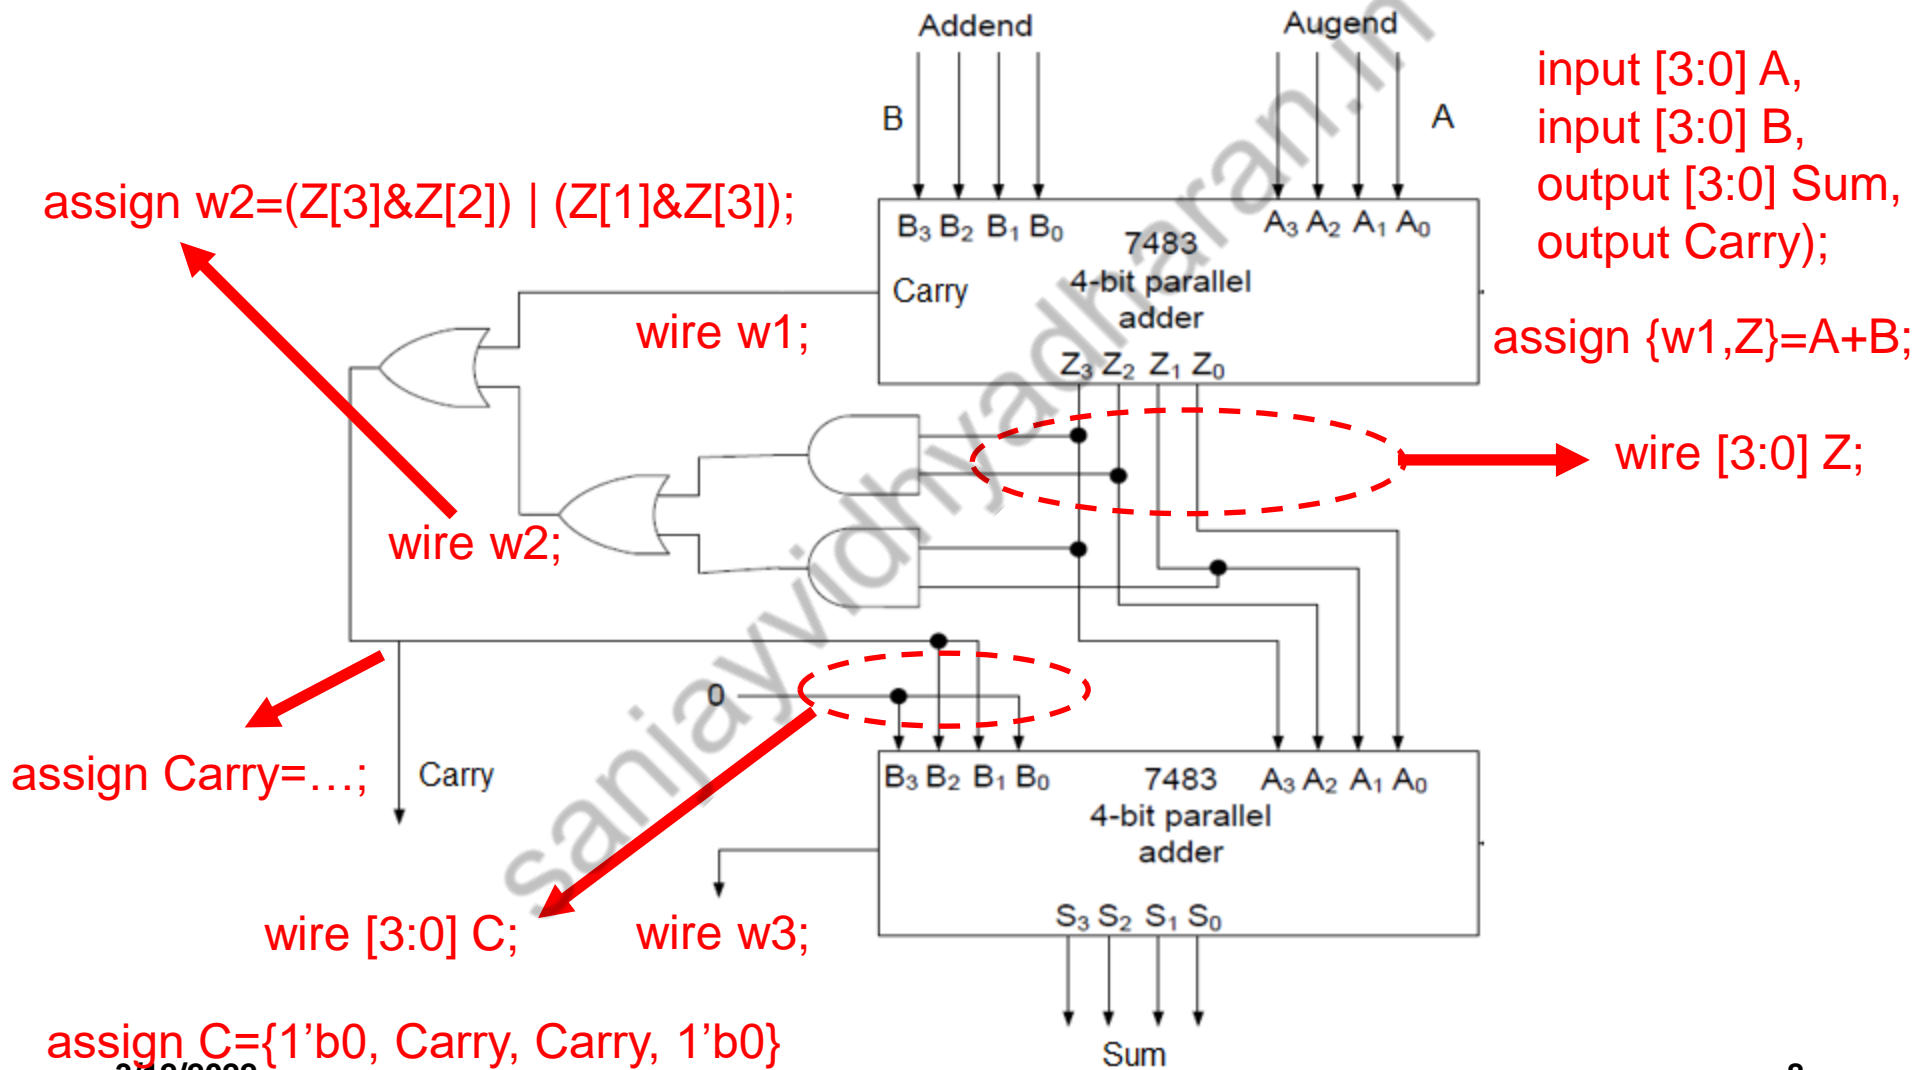 Addend
Augend
input [3:0] A,
input [3:0] B,
output [3:0] Sum,
output Carry);
B
A
assign w2=(Z[3]&Z[2]) | (Z[1]&Z[3]);
B3 B2 B1 B0
A3 A2 A1 A0
7483
4-bit parallel
adder
Carry
wire w1;
assign {w1,Z}=A+B;
Z3 Z2 Z1 Z0
wire [3:0] Z;
wire w2;
0
assign Carry=...;
Carry
B3 B2 B1 B0
7483
4-bit parallel
adder
A3 A2 A1 A0
wire [3:0] C;
wire w3;
S3 S2 S1 S0
assign C={1’b0, Carry, Carry, 1’b0}
Sum
sanjayvidhyadharan.in